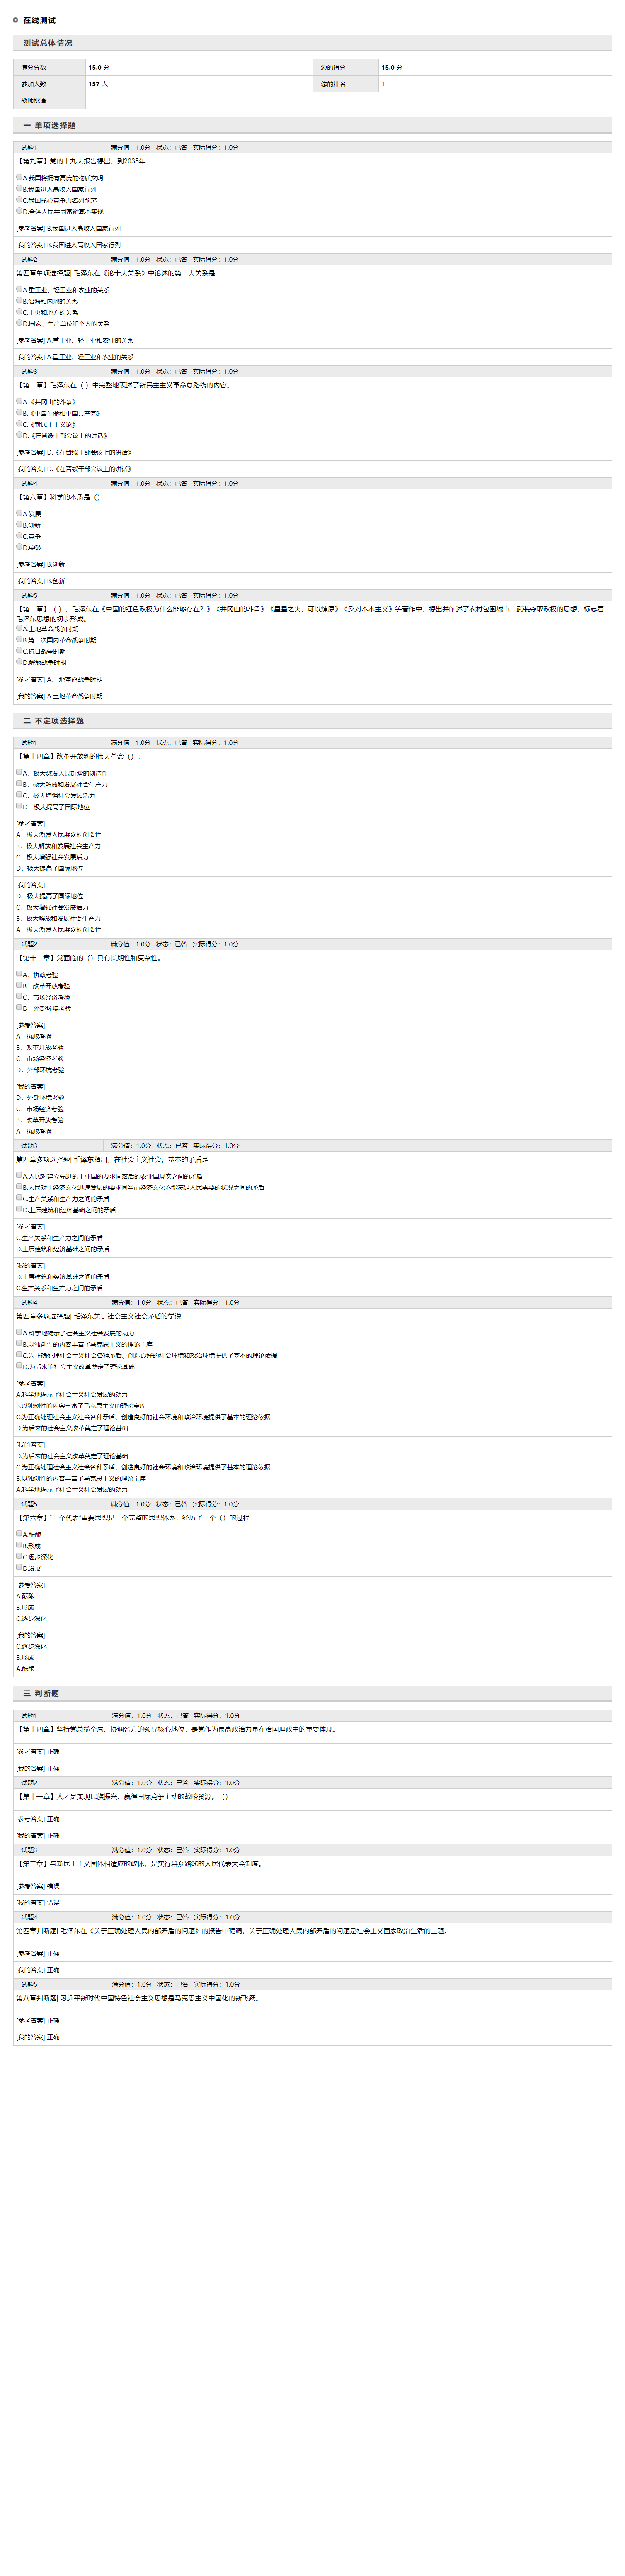 在线测试
测试总体情况
满分分数 15.0 分 您的得分 15.0 分
参加人数 157 人 您的排名 1
教师批语
一 单项选择题
试题1 满分值：1.0分 状态：已答 实际得分：1.0分
【第九章】党的十九大报告提出，到2035年
A.我国将拥有高度的物质文明
B.我国进入高收入国家行列
C.我国核心竞争力名列前茅
D.全体人民共同富裕基本实现
[参考答案] B.我国进入高收入国家行列
[我的答案] B.我国进入高收入国家行列
试题2 满分值：1.0分 状态：已答 实际得分：1.0分
第四章单项选择题| 毛泽东在《论十大关系》中论述的第一大关系是
A.重工业、轻工业和农业的关系
B.沿海和内地的关系
C.中央和地方的关系
D.国家、生产单位和个人的关系
[参考答案] A.重工业、轻工业和农业的关系
[我的答案] A.重工业、轻工业和农业的关系
试题3 满分值：1.0分 状态：已答 实际得分：1.0分
【第二章】毛泽东在（ ）中完整地表述了新民主主义革命总路线的内容。
A.《井冈山的斗争》
B.《中国革命和中国共产党》
C.《新民主主义论》
D.《在晋绥干部会议上的讲话》
[参考答案] D.《在晋绥干部会议上的讲话》
[我的答案] D.《在晋绥干部会议上的讲话》
试题4 满分值：1.0分 状态：已答 实际得分：1.0分
【第六章】科学的本质是（）
A.发展
B.创新
C.竞争
D.突破
[参考答案] B.创新
[我的答案] B.创新
试题5 满分值：1.0分 状态：已答 实际得分：1.0分
【第一章】（ ），毛泽东在《中国的红色政权为什么能够存在？》《井冈山的斗争》《星星之火，可以燎原》《反对本本主义》等著作中，提出并阐述了农村包围城市、武装夺取政权的思想，标志着
毛泽东思想的初步形成。
A.土地革命战争时期
B.第一次国内革命战争时期
C.抗日战争时期
D.解放战争时期
[参考答案] A.土地革命战争时期
[我的答案] A.土地革命战争时期
二 不定项选择题
试题1 满分值：1.0分 状态：已答 实际得分：1.0分
【第十四章】改革开放新的伟大革命（）。
A．极大激发人民群众的创造性
B．极大解放和发展社会生产力
C．极大增强社会发展活力
D．极大提高了国际地位
[参考答案]
A．极大激发人民群众的创造性
B．极大解放和发展社会生产力
C．极大增强社会发展活力
D．极大提高了国际地位
[我的答案]
D．极大提高了国际地位
C．极大增强社会发展活力
B．极大解放和发展社会生产力
A．极大激发人民群众的创造性
试题2 满分值：1.0分 状态：已答 实际得分：1.0分
【第十一章】党面临的（）具有长期性和复杂性。
A．执政考验
B．改革开放考验
C．市场经济考验
D．外部环境考验
[参考答案]
A．执政考验
B．改革开放考验
C．市场经济考验
D．外部环境考验
[我的答案]
D．外部环境考验
C．市场经济考验
B．改革开放考验
A．执政考验
试题3 满分值：1.0分 状态：已答 实际得分：1.0分
第四章多项选择题| 毛泽东指出，在社会主义社会，基本的矛盾是
A.人民对建立先进的工业国的要求同落后的农业国现实之间的矛盾
B.人民对于经济文化迅速发展的要求同当前经济文化不能满足人民需要的状况之间的矛盾
C.生产关系和生产力之间的矛盾
D.上层建筑和经济基础之间的矛盾
[参考答案]
C.生产关系和生产力之间的矛盾
D.上层建筑和经济基础之间的矛盾
[我的答案]
D.上层建筑和经济基础之间的矛盾
C.生产关系和生产力之间的矛盾
试题4 满分值：1.0分 状态：已答 实际得分：1.0分
第四章多项选择题| 毛泽东关于社会主义社会矛盾的学说
A.科学地揭示了社会主义社会发展的动力
B.以独创性的内容丰富了马克思主义的理论宝库
C.为正确处理社会主义社会各种矛盾、创造良好的社会环境和政治环境提供了基本的理论依据
D.为后来的社会主义改革奠定了理论基础
[参考答案]
A.科学地揭示了社会主义社会发展的动力
B.以独创性的内容丰富了马克思主义的理论宝库
C.为正确处理社会主义社会各种矛盾、创造良好的社会环境和政治环境提供了基本的理论依据
D.为后来的社会主义改革奠定了理论基础
[我的答案]
D.为后来的社会主义改革奠定了理论基础
C.为正确处理社会主义社会各种矛盾、创造良好的社会环境和政治环境提供了基本的理论依据
B.以独创性的内容丰富了马克思主义的理论宝库
A.科学地揭示了社会主义社会发展的动力
试题5 满分值：1.0分 状态：已答 实际得分：1.0分
【第六章】"三个代表"重要思想是一个完整的思想体系，经历了一个（）的过程
A.酝酿
B.形成
C.逐步深化
D.发展
[参考答案]
A.酝酿
B.形成
C.逐步深化
[我的答案]
C.逐步深化
B.形成
A.酝酿
三 判断题
试题1 满分值：1.0分 状态：已答 实际得分：1.0分
【第十四章】坚持党总揽全局、协调各方的领导核心地位，是党作为最高政治力量在治国理政中的重要体现。
[参考答案] 正确
[我的答案] 正确
试题2 满分值：1.0分 状态：已答 实际得分：1.0分
【第十一章】人才是实现民族振兴、赢得国际竞争主动的战略资源。（）
[参考答案] 正确
[我的答案] 正确
试题3 满分值：1.0分 状态：已答 实际得分：1.0分
【第二章】与新民主主义国体相适应的政体，是实行群众路线的人民代表大会制度。
[参考答案] 错误
[我的答案] 错误
试题4 满分值：1.0分 状态：已答 实际得分：1.0分
第四章判断题| 毛泽东在《关于正确处理人民内部矛盾的问题》的报告中强调，关于正确处理人民内部矛盾的问题是社会主义国家政治生活的主题。
[参考答案] 正确
[我的答案] 正确
试题5 满分值：1.0分 状态：已答 实际得分：1.0分
第八章判断题| 习近平新时代中国特色社会主义思想是马克思主义中国化的新飞跃。
[参考答案] 正确
[我的答案] 正确